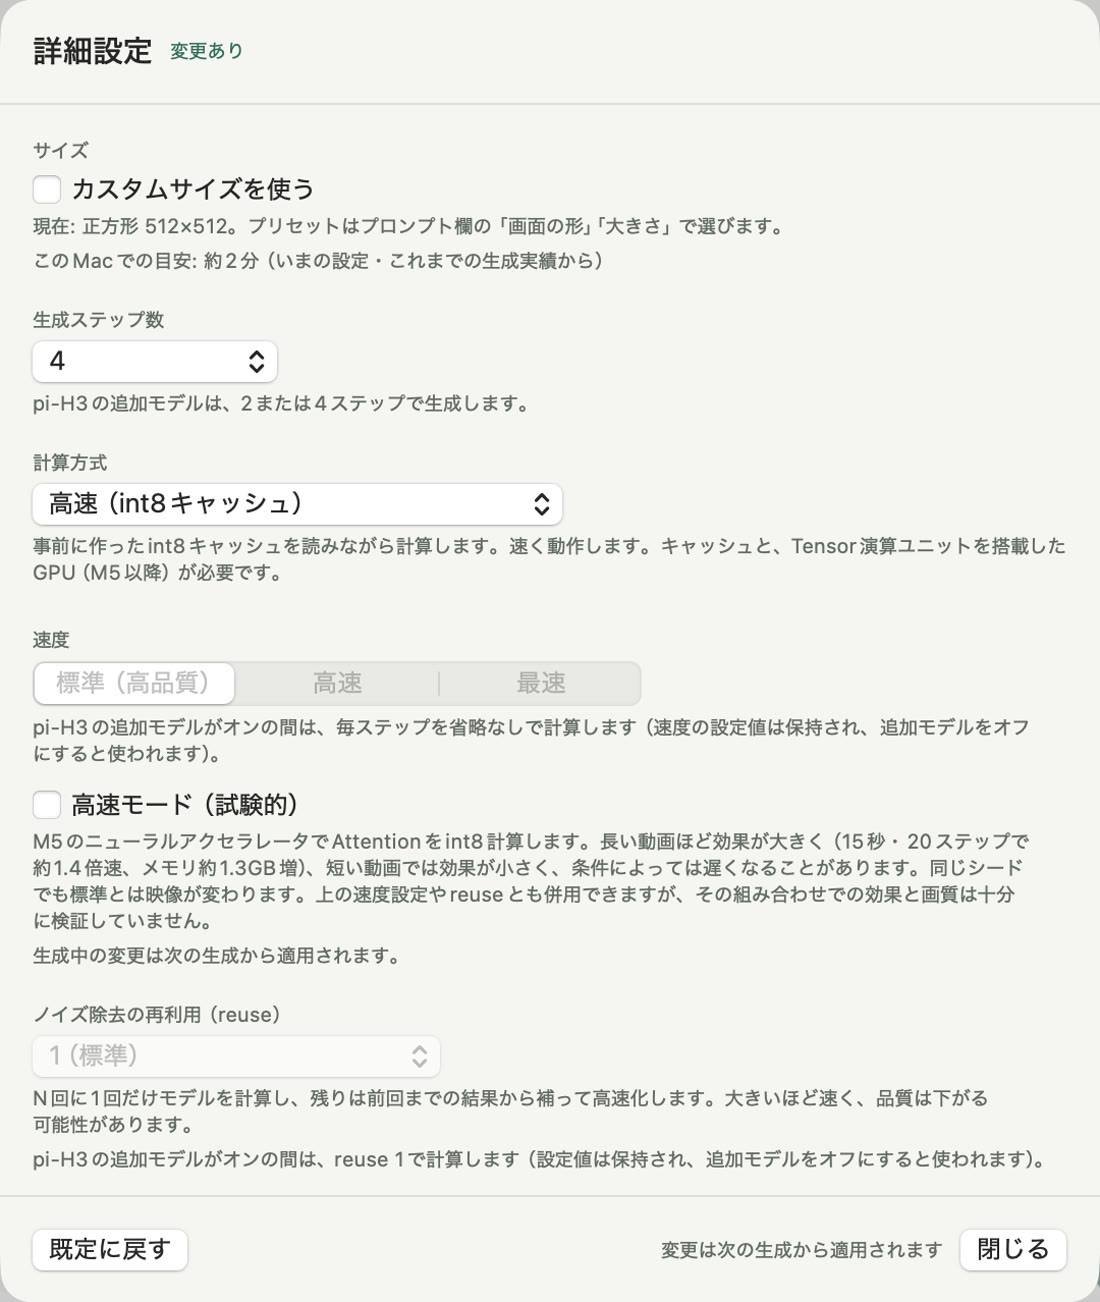 詳細設定 変更あり
サイズ
カスタムサイズを使う
現在: 正方形 512×512。プリセットはプロンプト欄の「画面の形」「大きさ」で選びます。
このMacでの目安: 約2分（いまの設定・これまでの生成実績から）
生成ステップ数
4
pi-H3の追加モデルは、2または4ステップで生成します。
計算方式
高速（int8キャッシュ）
事前に作ったint8キャッシュを読みながら計算します。速く動作します。キャッシュと、Tensor演算ユニットを搭載した
GPU（M5以降）が必要です。
速度
標準（高品質） 高速 最速
pi-H3の追加モデルがオンの間は、毎ステップを省略なしで計算します（速度の設定値は保持され、追加モデルをオフ
にすると使われます）。
高速モード（試験的）
M5のニューラルアクセラレータでAttentionをint8計算します。長い動画ほど効果が大きく（15秒・20ステップで
約1.4倍速、メモリ約1.3GB増）、短い動画では効果が小さく、条件によっては遅くなることがあります。同じシード
でも標準とは映像が変わります。上の速度設定やreuseとも併用できますが、その組み合わせでの効果と画質は十分
に検証していません。
生成中の変更は次の生成から適用されます。
ノイズ除去の再利用（reuse）
1（標準）
N回に1回だけモデルを計算し、残りは前回までの結果から補って高速化します。大きいほど速く、品質は下がる
可能性があります。
pi-H3の追加モデルがオンの間は、reuse 1で計算します（設定値は保持され、追加モデルをオフにすると使われます）。
既定に戻す 変更は次の生成から適用されます 閉じる